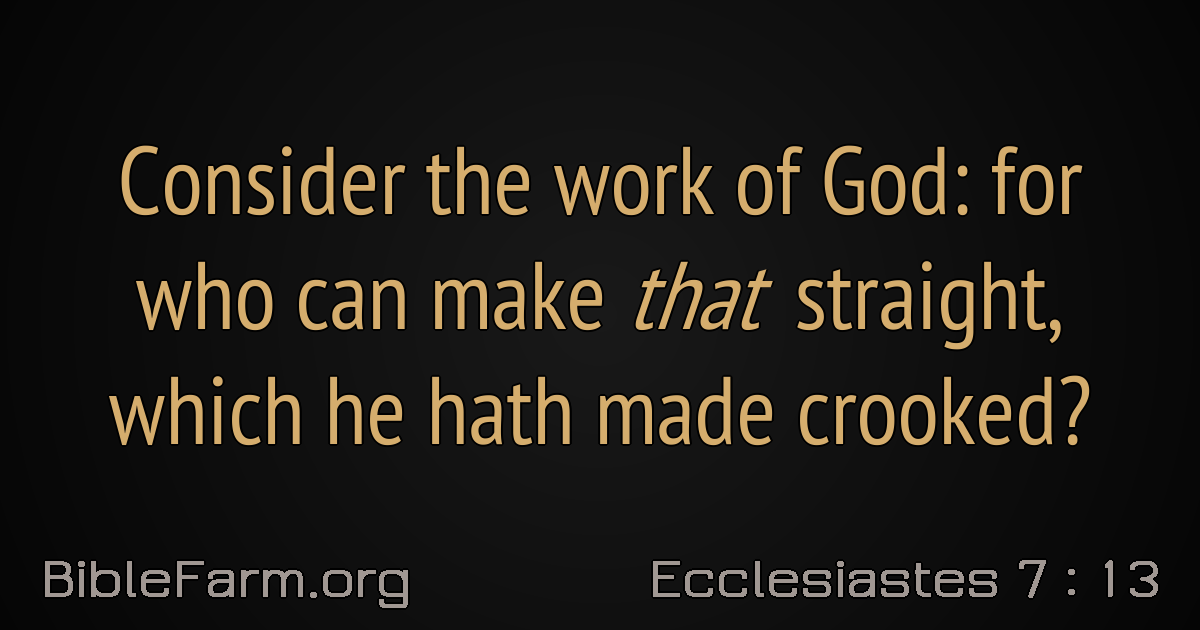 Consider the work of God: for
who can make that straight,
which he hath made crooked?
BibleFarm.org
Ecclesiastes 7 : 13